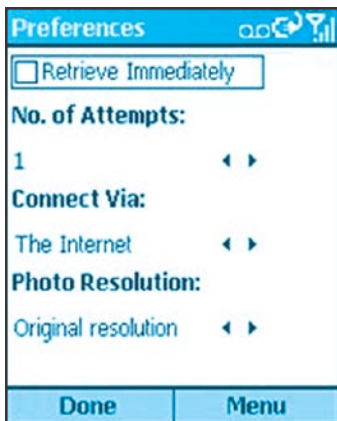 Preferences
Retrieve Immediately
No. of Attempts:
1
Connect Via:
The Internet
Photo Resolution:
Original resolution
Done Menu